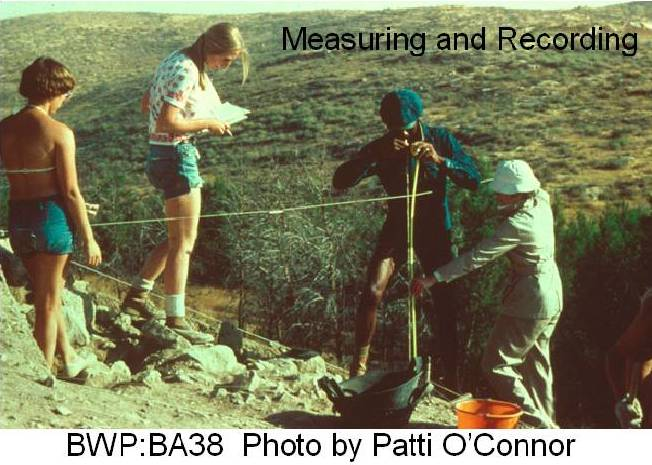 Measuring and Recording
BWP:BA38 Photo by Patti O'Connor